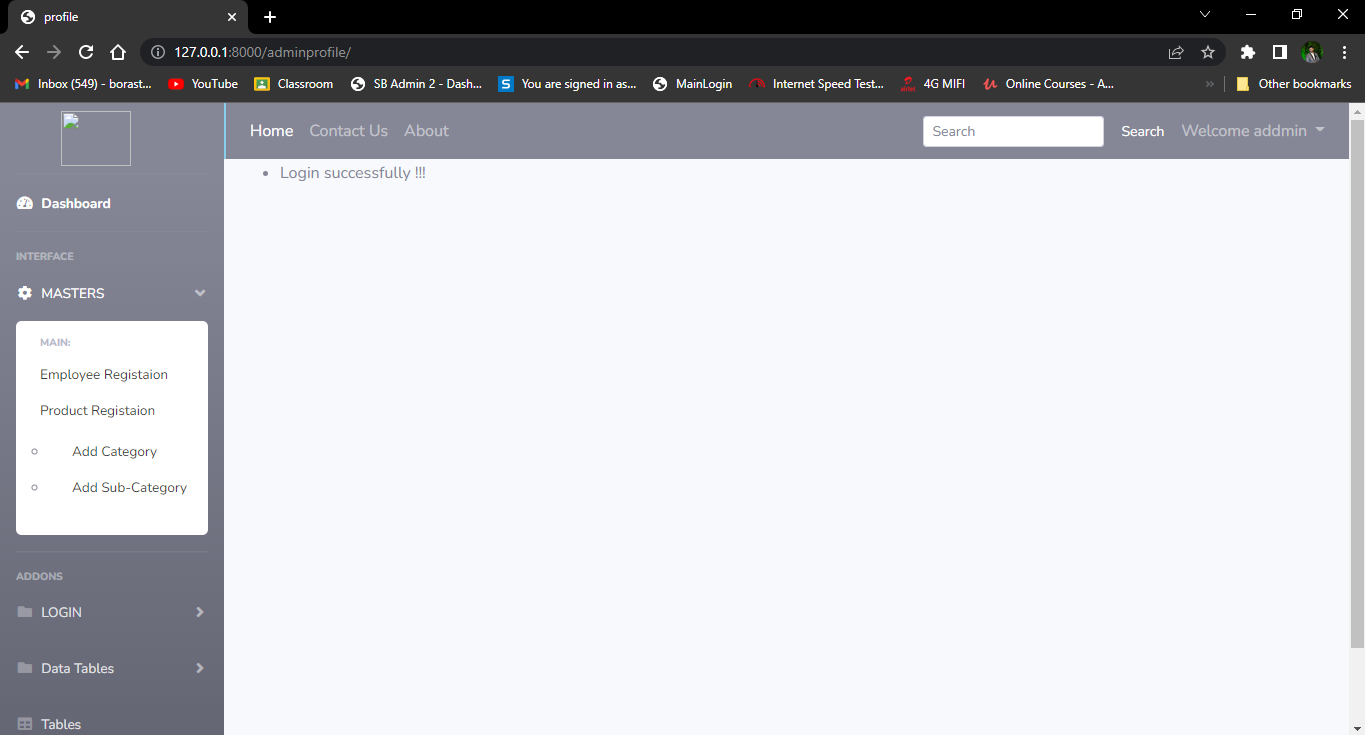 profile
127.0.0.1:8000/adminprofile/
Inbox (549) - borast... YouTube Classroom SB Admin 2 - Dash... You are signed in as... MainLogin Internet Speed Test... 4G MIFI Online Courses - A... » Other bookmarks
Home Contact Us About Search Search Welcome addmin
Login successfully !!!
Dashboard
INTERFACE
MASTERS
MAIN:
Employee Registaion
Product Registaion
Add Category
Add Sub-Category
ADDONS
LOGIN
Data Tables
Tables